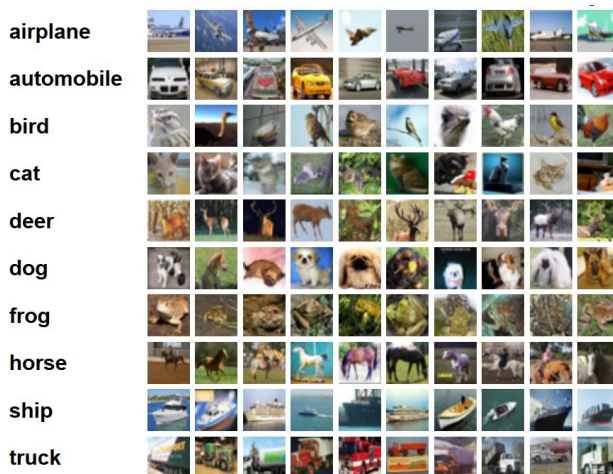 airplane
automobile
bird
cat
deer
dog
frog
horse
ship
truck